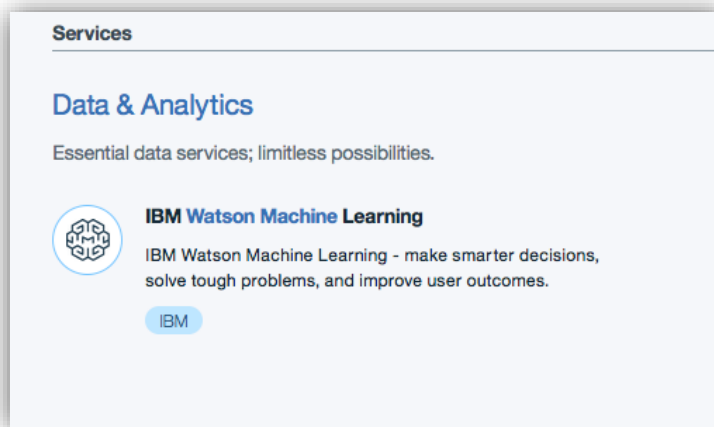 Services
Data & Analytics
Essential data services; limitless possibilities.
IBM Watson Machine Learning
IBM Watson Machine Learning - make smarter decisions,
solve tough problems, and improve user outcomes.
IBM